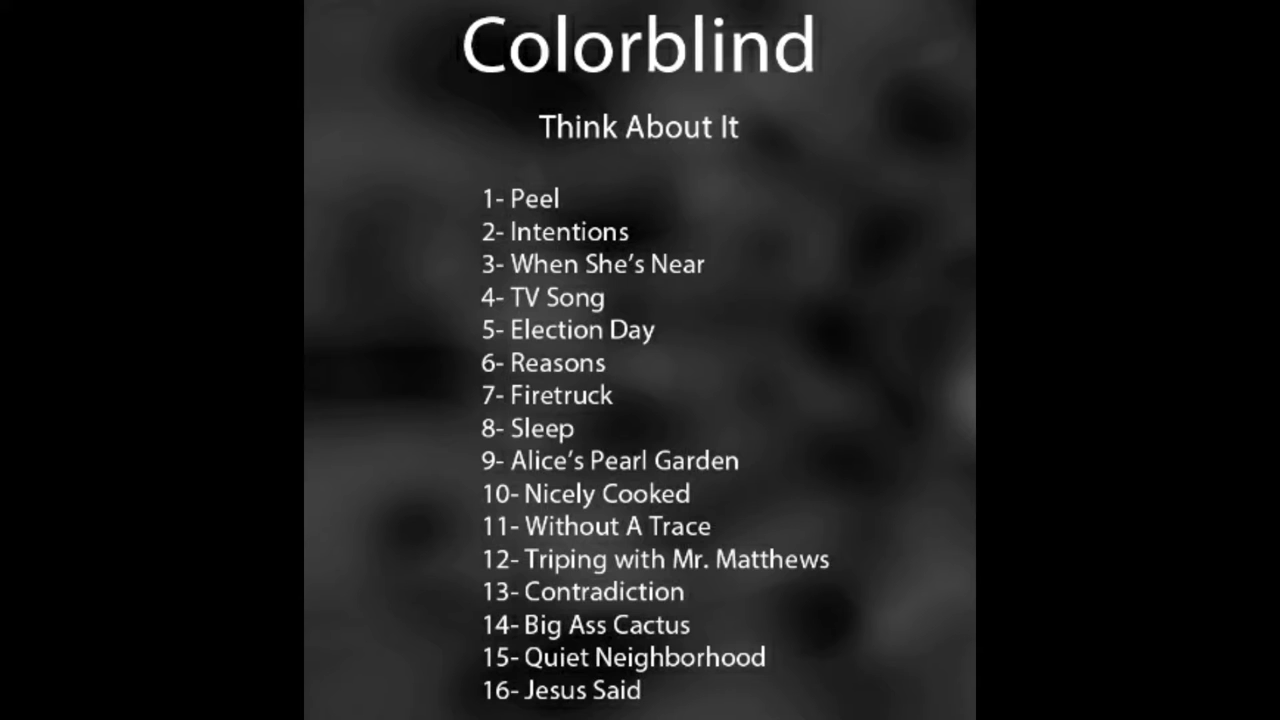 Colorblind
Think About It
1- Peel
2- Intentions
3- When She’s Near
4- TV Song
5- Election Day
6- Reasons
7- Firetruck
8- Sleep
9- Alice’s Pearl Garden
10- Nicely Cooked
11- Without A Trace
12- Triping with Mr. Matthews
13- Contradiction
14- Big Ass Cactus
15- Quiet Neighborhood
16- Jesus Said